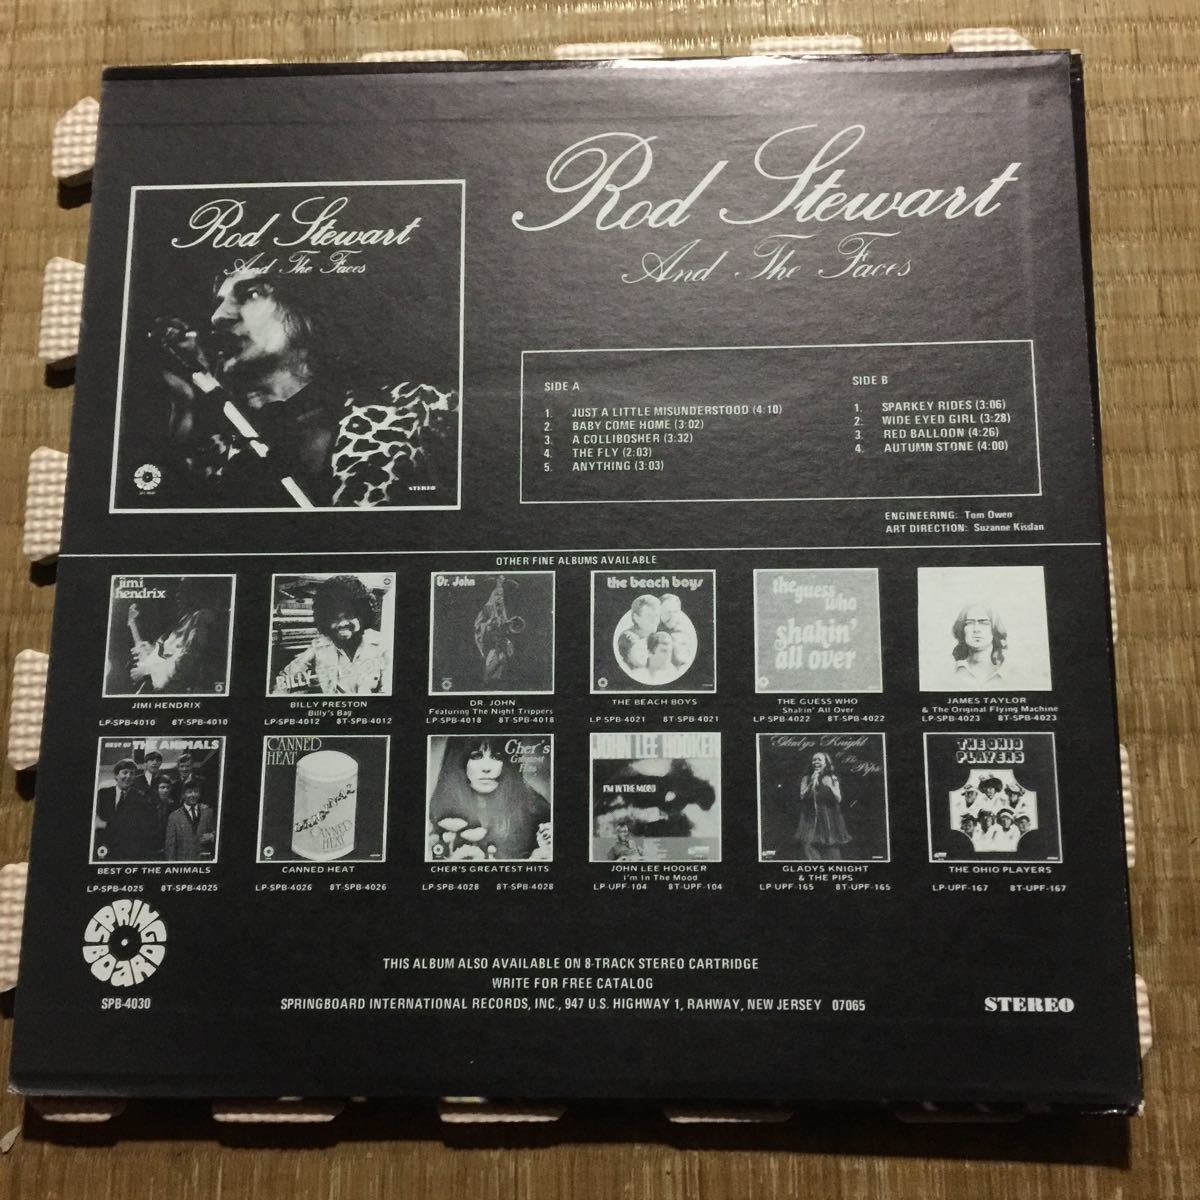 Rod Stewart
And The Faces
STEREO
Rod Stewart
And The Faces
SIDE A
1. JUST A LITTLE MISUNDERSTOOD (4:10)
2. BABY COME HOME (3:02)
3. A COLLIBOSHER (3:32)
4. THE FLY (2:03)
5. ANYTHING (3:03)
SIDE B
1. SPARKEY RIDES (3:06)
2. WIDE EYED GIRL (3:28)
3. RED BALLOON (4:26)
4. AUTUMN STONE (4:00)
ENGINEERING: Tom Owen
ART DIRECTION: Suzanne Kisslan
OTHER FINE ALBUMS AVAILABLE
jimi
hendrix
JIMI HENDRIX
LP-SPB-4010 8T-SPB-4010
BILLY PRESTON
BILLY PRESTON
Billy's Bag
LP-SPB-4012 8T-SPB-4012
Dr. John
DR. JOHN
Featuring The Night Trippers
LP-SPB-4018 8T-SPB-4018
the beach boys
THE BEACH BOYS
LP-SPB-4021 8T-SPB-4021
the
guess
who
shakin'
all over
THE GUESS WHO
Shakin' All Over
LP-SPB-4022 8T-SPB-4022
JAMES TAYLOR
& The Original Flying Machine
LP-SPB-4023 8T-SPB-4023
BEST OF THE ANIMALS
BEST OF THE ANIMALS
LP-SPB-4025 8T-SPB-4025
CANNED
HEAT
CANNED
HEAT
CANNED HEAT
LP-SPB-4026 8T-SPB-4026
Cher's
Greatest
Hits
CHER'S GREATEST HITS
LP-SPB-4028 8T-SPB-4028
JOHN LEE HOOKER
I'M IN THE MOOD
JOHN LEE HOOKER
I'm In The Mood
LP-UPF-104 8T-UPF-104
Gladys Knight
The Pips
GLADYS KNIGHT
& THE PIPS
LP-UPF-165 8T-UPF-165
THE OHIO
PLAYERS
THE OHIO PLAYERS
LP-UPF-167 8T-UPF-167
SPRING
BOARD
SPB-4030
THIS ALBUM ALSO AVAILABLE ON 8-TRACK STEREO CARTRIDGE
WRITE FOR FREE CATALOG
SPRINGBOARD INTERNATIONAL RECORDS, INC., 947 U.S. HIGHWAY 1, RAHWAY, NEW JERSEY 07065
STEREO